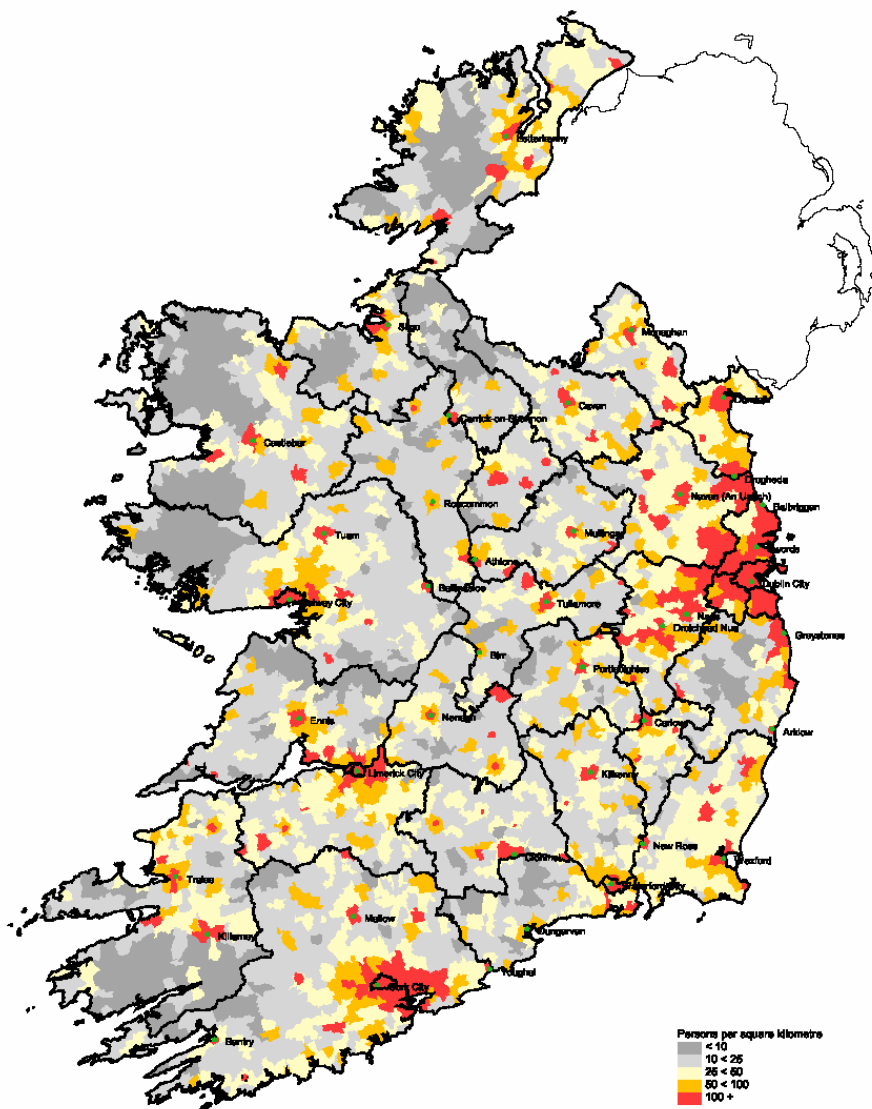 Letterkenny
Sligo
Monaghan
Carrick-on-Shannon
Cavan
Dundalk
Castlebar
Drogheda
Navan (An Uaimh)
Balbriggan
Roscommon
Tuam
Mullingar
Swords
Athlone
Dublin City
Ballinasloe
Galway City
Tullamore
Naas
Droichead Nua
Greystones
Birr
Portlaoighise
Ennis
Nenagh
Carlow
Arklow
Limerick City
Kilkenny
New Ross
Clonmel
Wexford
Tralee
Waterford City
Mallow
Killarney
Dungarvan
Youghal
Cork City
Bantry
Persons per square kilometre
< 10
10 < 25
25 < 50
50 < 100
100 +